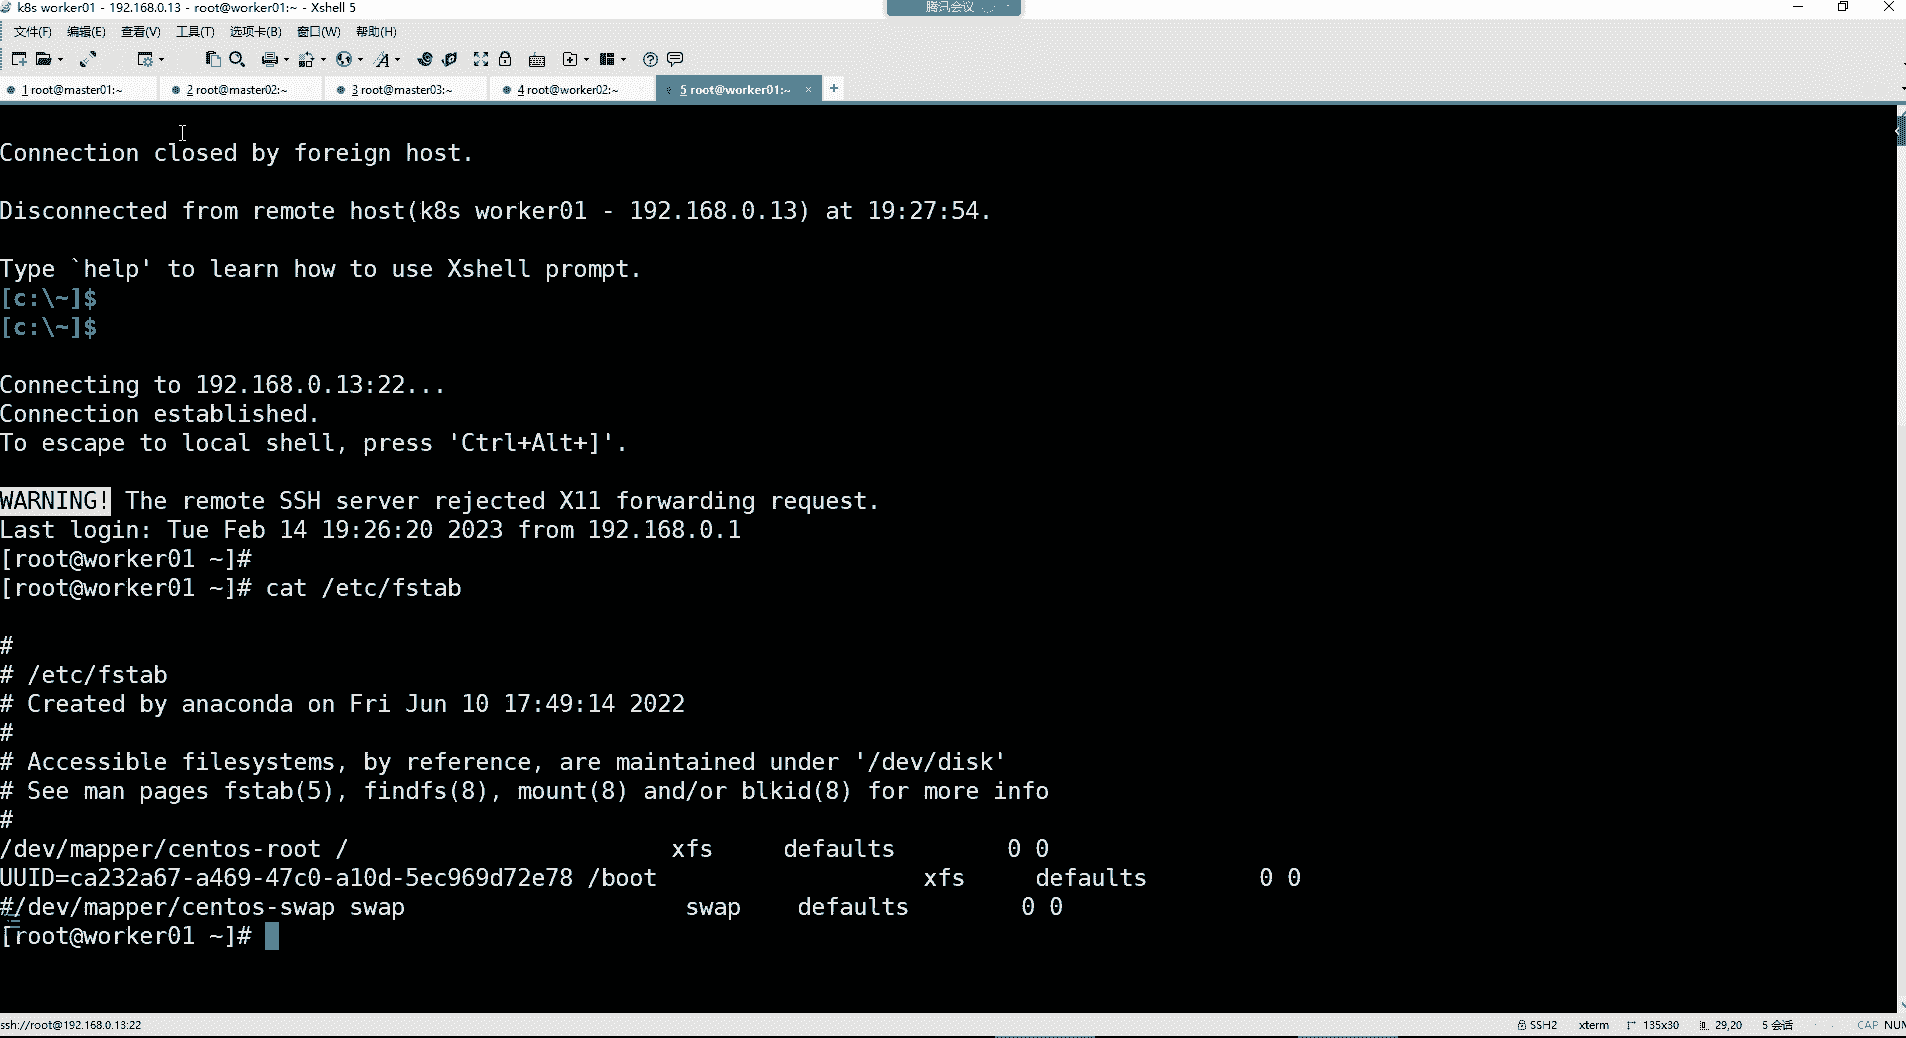 k8s worker01 - 192.168.0.13 - root@worker01:~ - Xshell 5
腾讯会议
文件(F) 编辑(E) 查看(V) 工具(T) 选项卡(B) 窗口(W) 帮助(H)
1 root@master01:~ 2 root@master02:~ 3 root@master03:~ 4 root@worker02:~ 5 root@worker01:~ × +
Connection closed by foreign host.
Disconnected from remote host(k8s worker01 - 192.168.0.13) at 19:27:54.
Type `help' to learn how to use Xshell prompt.
[c:\~]$
[c:\~]$
Connecting to 192.168.0.13:22...
Connection established.
To escape to local shell, press 'Ctrl+Alt+]'.
WARNING! The remote SSH server rejected X11 forwarding request.
Last login: Tue Feb 14 19:26:20 2023 from 192.168.0.1
[root@worker01 ~]#
[root@worker01 ~]# cat /etc/fstab
#
# /etc/fstab
# Created by anaconda on Fri Jun 10 17:49:14 2022
#
# Accessible filesystems, by reference, are maintained under '/dev/disk'
# See man pages fstab(5), findfs(8), mount(8) and/or blkid(8) for more info
#
/dev/mapper/centos-root / xfs defaults 0 0
UUID=ca232a67-a469-47c0-a10d-5ec969d72e78 /boot xfs defaults 0 0
#/dev/mapper/centos-swap swap swap defaults 0 0
[root@worker01 ~]#
ssh://root@192.168.0.13:22 SSH2 xterm 135x30 29,20 5 会话 CAP NUM